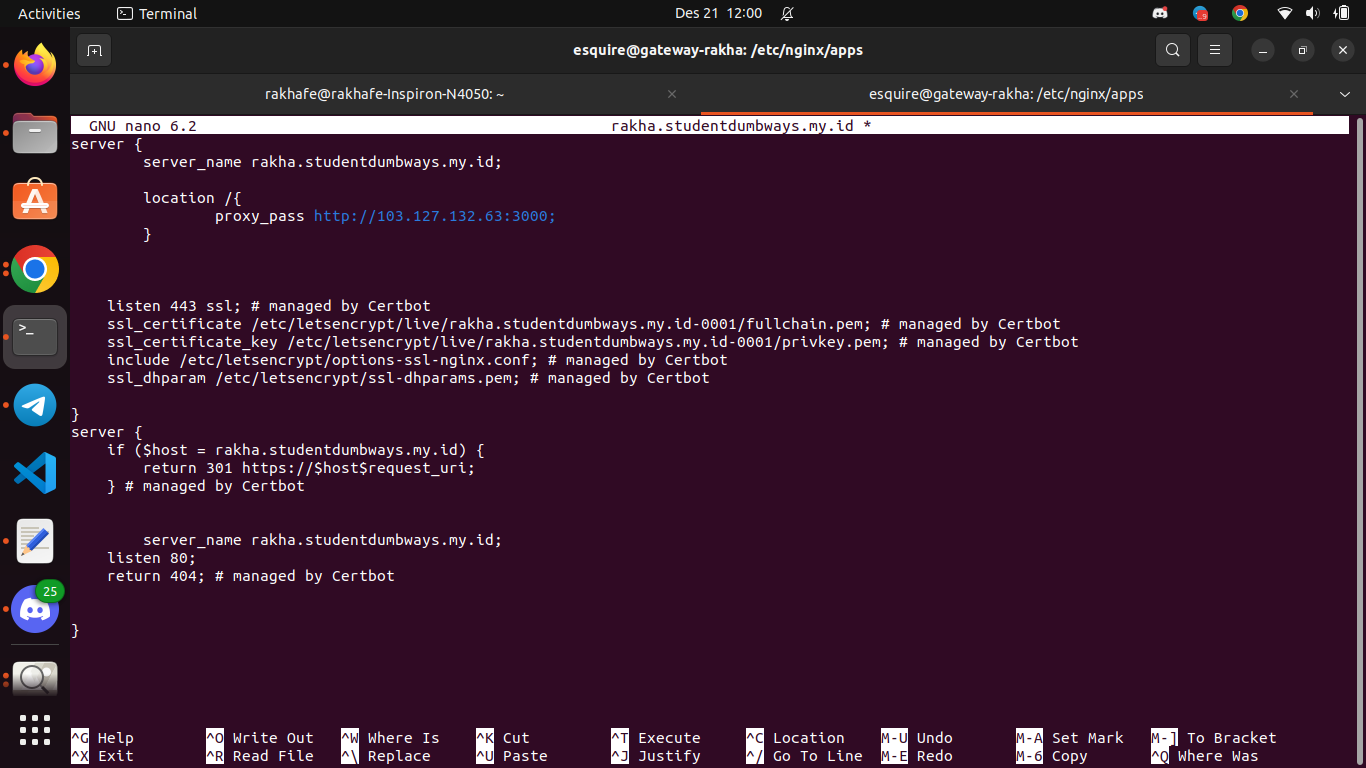 Activities
Terminal
Des 21 12:00
esquire@gateway-rakha: /etc/nginx/apps
rakhafe@rakhafe-Inspiron-N4050: ~
esquire@gateway-rakha: /etc/nginx/apps
GNU nano 6.2 rakha.studentdumbways.my.id *
server {
server_name rakha.studentdumbways.my.id;
location /{
proxy_pass http://103.127.132.63:3000;
}
listen 443 ssl; # managed by Certbot
ssl_certificate /etc/letsencrypt/live/rakha.studentdumbways.my.id-0001/fullchain.pem; # managed by Certbot
ssl_certificate_key /etc/letsencrypt/live/rakha.studentdumbways.my.id-0001/privkey.pem; # managed by Certbot
include /etc/letsencrypt/options-ssl-nginx.conf; # managed by Certbot
ssl_dhparam /etc/letsencrypt/ssl-dhparams.pem; # managed by Certbot
}
server {
if ($host = rakha.studentdumbways.my.id) {
return 301 https://$host$request_uri;
} # managed by Certbot
server_name rakha.studentdumbways.my.id;
listen 80;
return 404; # managed by Certbot
25
}
^G Help ^O Write Out ^W Where Is ^K Cut ^T Execute ^C Location M-U Undo M-A Set Mark M-] To Bracket
^X Exit ^R Read File ^\ Replace ^U Paste ^J Justify ^/ Go To Line M-E Redo M-6 Copy ^Q Where Was